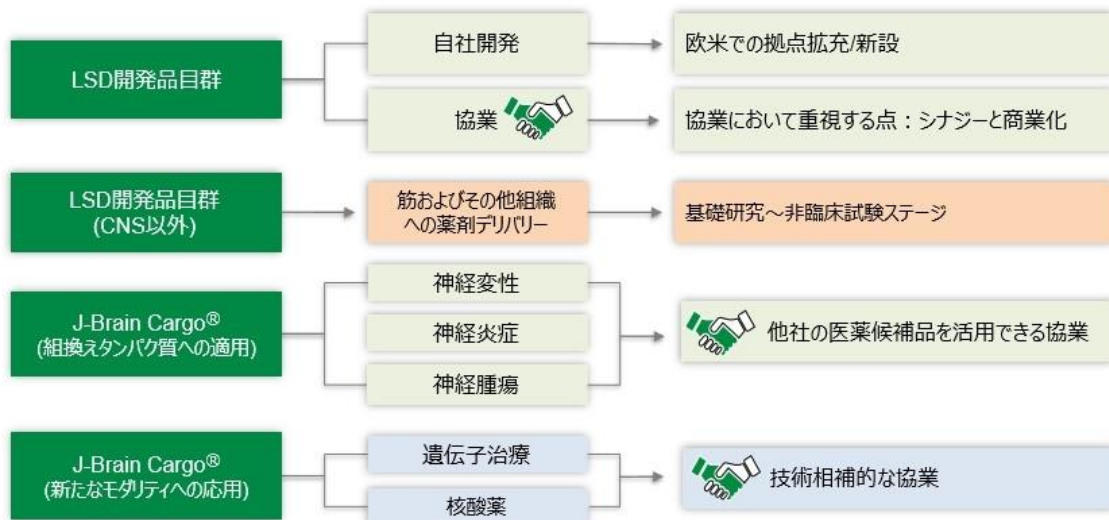 LSD開発品目群
自社開発
欧米での拠点拡充/新設
協業
協業において重視する点：シナジーと商業化
LSD開発品目群
(CNS以外)
筋およびその他組織
への薬剤デリバリー
基礎研究～非臨床試験ステージ
J-Brain Cargo®
(組換えタンパク質への適用)
神経変性
神経炎症
神経腫瘍
他社の医薬候補品を活用できる協業
J-Brain Cargo®
(新たなモダリティへの応用)
遺伝子治療
核酸薬
技術相補的な協業